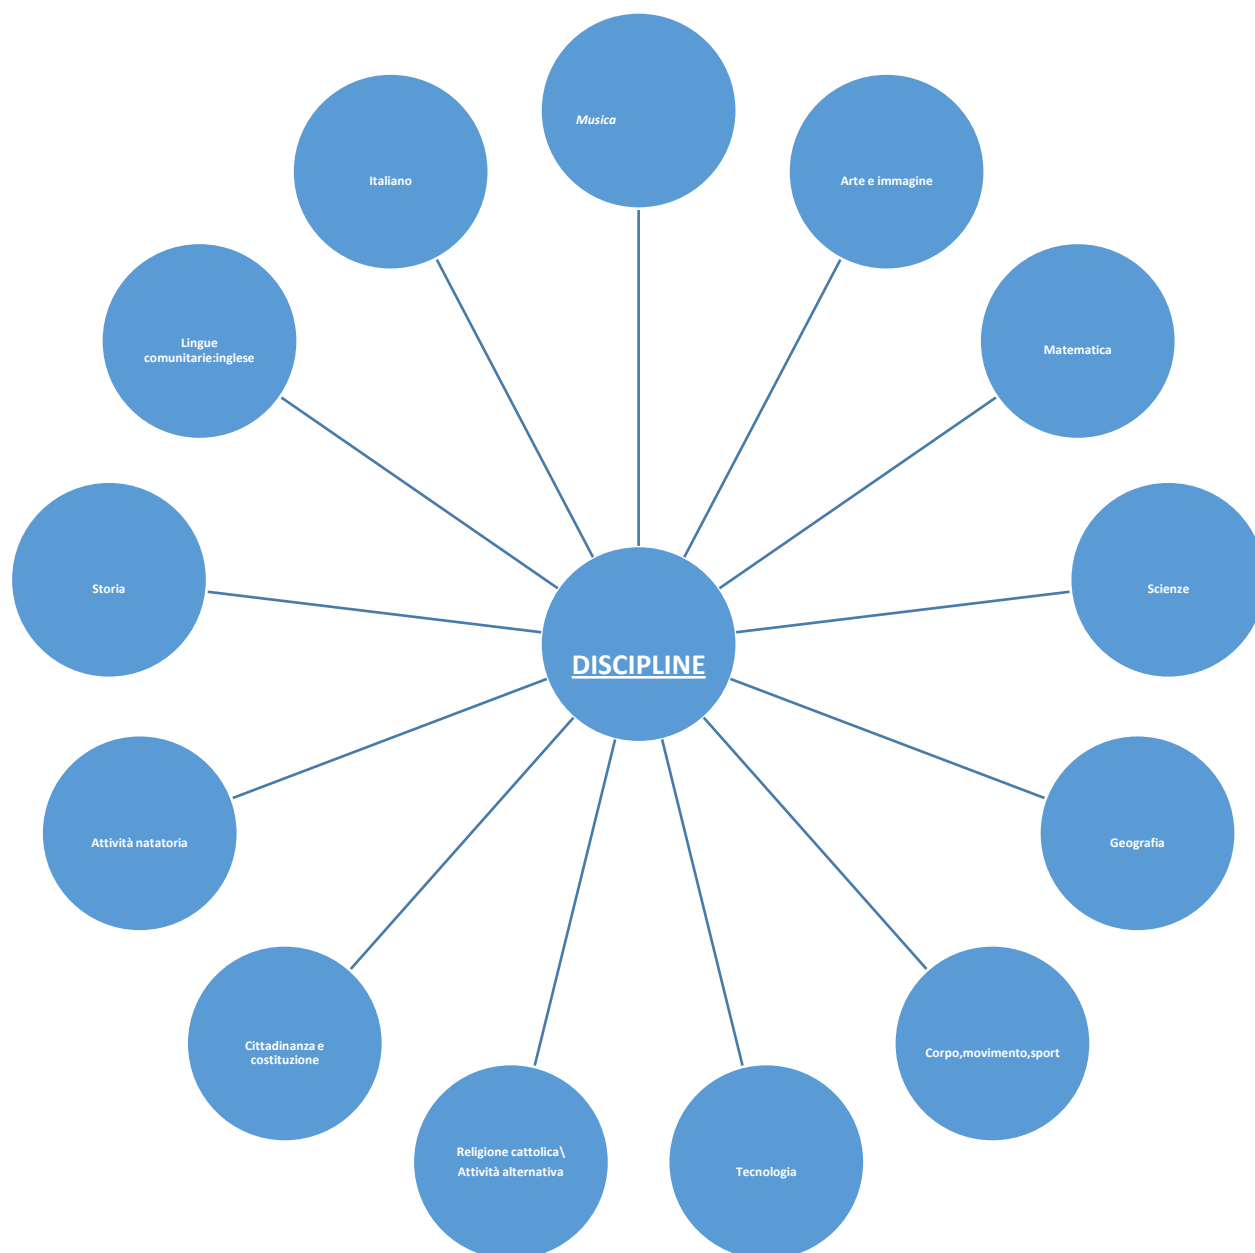 Musica
Italiano
Arte e immagine
Lingue
comunitarie:inglese
Matematica
Storia
Scienze
DISCIPLINE
Attività natatoria
Geografia
Cittadinanza e
costituzione
Corpo,movimento,sport
Religione cattolica\
Attività alternativa
Tecnologia